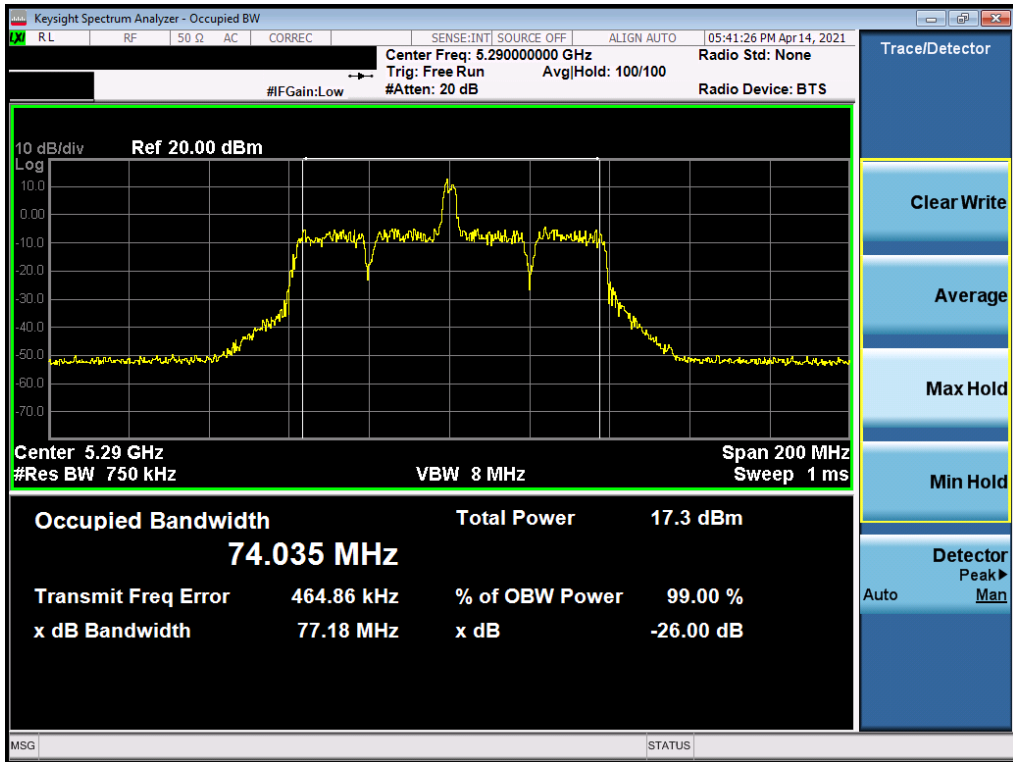 Keysight Spectrum Analyzer - Occupied BW
LXI RL RF 50 Ω AC CORREC SENSE:INT SOURCE OFF ALIGN AUTO 05:41:26 PM Apr 14, 2021
Center Freq: 5.290000000 GHz Radio Std: None
Trig: Free Run Avg|Hold: 100/100
#IFGain:Low #Atten: 20 dB Radio Device: BTS
10 dB/div Ref 20.00 dBm
Log
10.0
0.00
-10.0
-20.0
-30.0
-40.0
-50.0
-60.0
-70.0
Center 5.29 GHz Span 200 MHz
#Res BW 750 kHz VBW 8 MHz Sweep 1 ms
Occupied Bandwidth Total Power 17.3 dBm
74.035 MHz
Transmit Freq Error 464.86 kHz % of OBW Power 99.00 %
x dB Bandwidth 77.18 MHz x dB -26.00 dB
MSG STATUS
Trace/Detector
Clear Write
Average
Max Hold
Min Hold
Detector
Peak▶
Auto Man